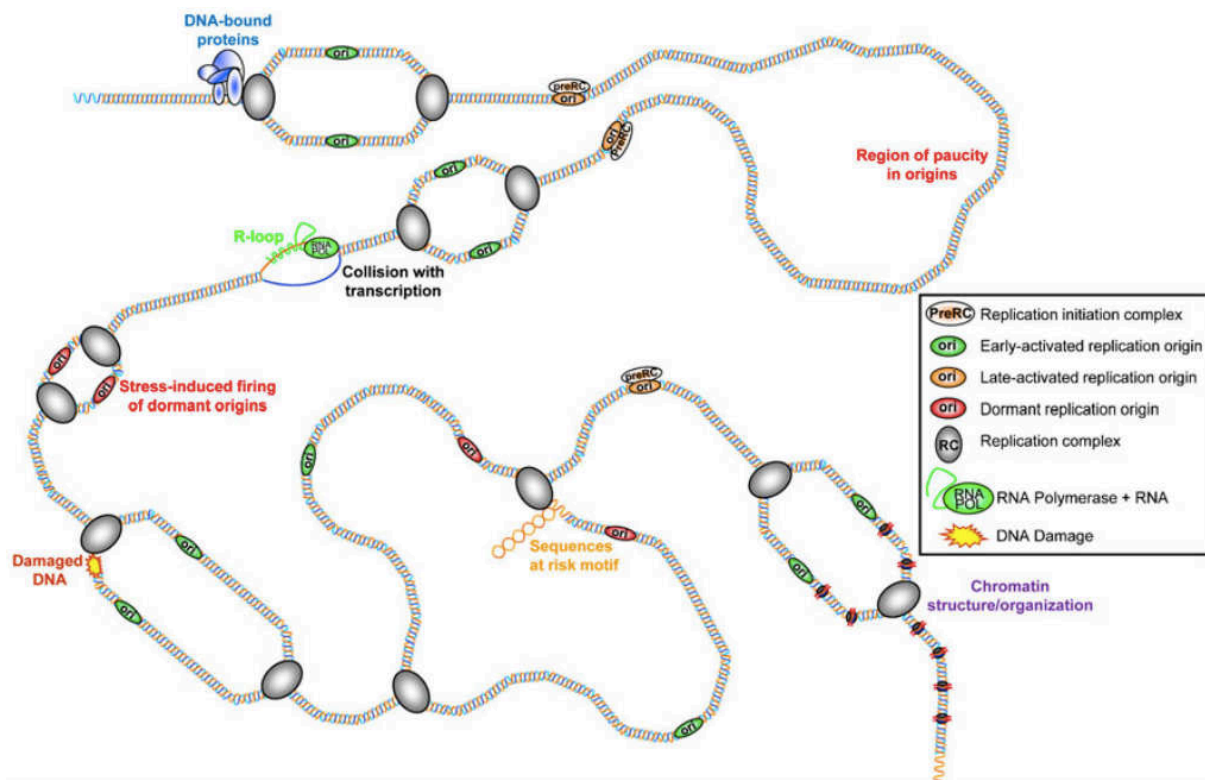 DNA-bound
proteins
ori
ori
preRC
ori
ori
PreRC
Region of paucity
in origins
ori
ori
R-loop
RNA
POL
Collision with
transcription
ori
ori
Stress-induced firing
of dormant origins
PreRC
Replication initiation complex
ori
Early-activated replication origin
ori
Late-activated replication origin
ori
Dormant replication origin
RC
Replication complex
RNA
POL
RNA Polymerase + RNA
DNA Damage
preRC
ori
ori
ori
ori
ori
Sequences
at risk motif
ori
Damaged
DNA
ori
ori
ori
Chromatin
structure/organization
ori